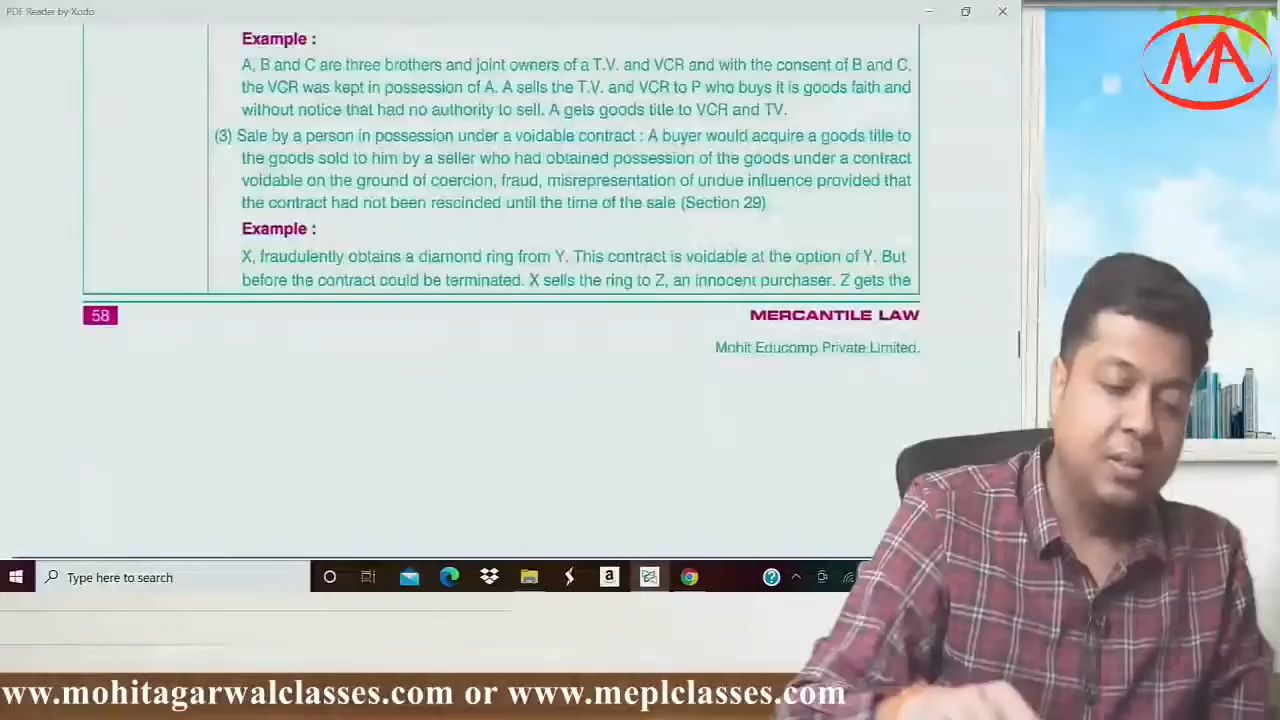 PDF Reader by Xodo
Example :
A, B and C are three brothers and joint owners of a T.V. and VCR and with the consent of B and C,
the VCR was kept in possession of A. A sells the T.V. and VCR to P who buys it is goods faith and
without notice that had no authority to sell. A gets goods title to VCR and TV.
(3) Sale by a person in possession under a voidable contract : A buyer would acquire a goods title to
the goods sold to him by a seller who had obtained possession of the goods under a contract
voidable on the ground of coercion, fraud, misrepresentation of undue influence provided that
the contract had not been rescinded until the time of the sale (Section 29)
Example :
X, fraudulently obtains a diamond ring from Y. This contract is voidable at the option of Y. But
before the contract could be terminated. X sells the ring to Z, an innocent purchaser. Z gets the
58
MERCANTILE LAW
Mohit Educomp Private Limited.
MA
Type here to search
a
www.mohitagarwalclasses.com or www.meplclasses.com